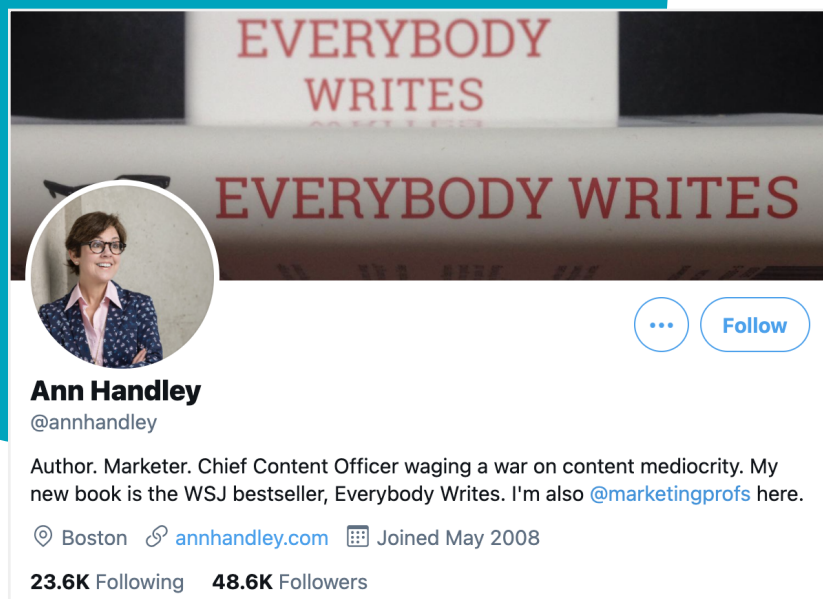 EVERYBODY
WRITES
EVERYBODY WRITES
Follow
Ann Handley
@annhandley
Author. Marketer. Chief Content Officer waging a war on content mediocrity. My
new book is the WSJ bestseller, Everybody Writes. I'm also @marketingprofs here.
Boston annhandley.com Joined May 2008
23.6K Following 48.6K Followers